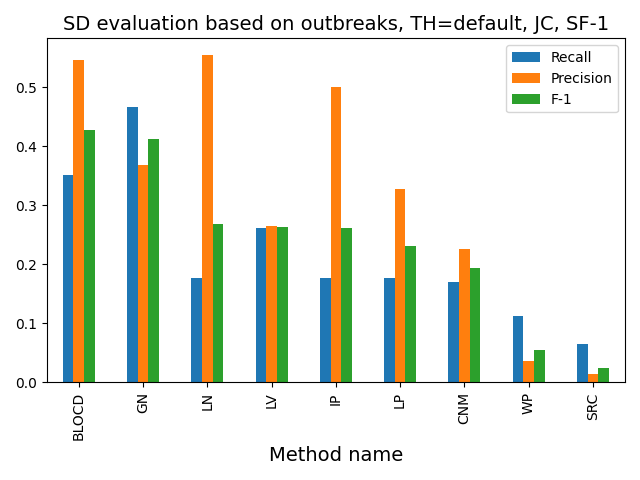 SD evaluation based on outbreaks, TH=default, JC, SF-1
Recall
Precision
F-1
0.5
0.4
0.3
0.2
0.1
0.0
BLOCD
GN
LN
LV
IP
LP
CNM
WP
SRC
Method name